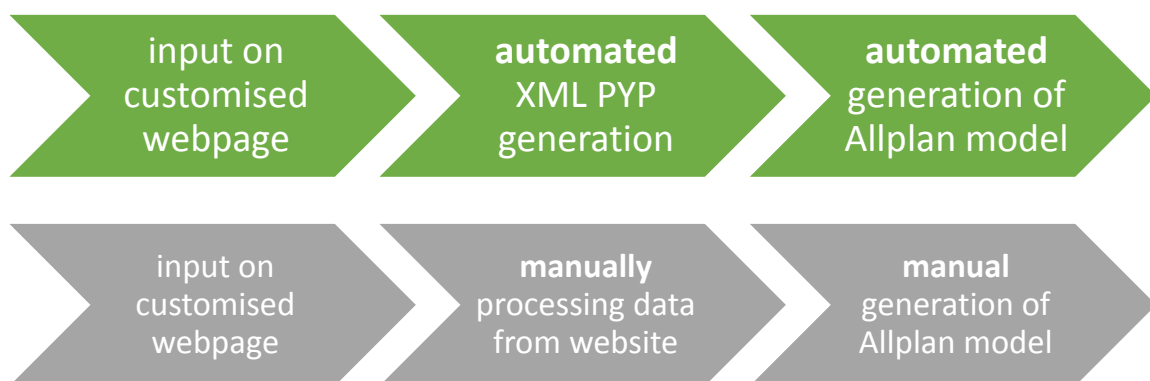 input on
customised
webpage
automated
XML PYP
generation
automated
generation of
Allplan model
input on
customised
webpage
manually
processing data
from website
manual
generation of
Allplan model